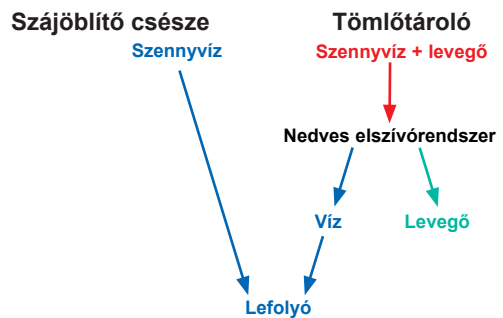 Szájöblítő csésze
Tömlőtároló
Szennyvíz
Szennyvíz + levegő
Nedves elszívórendszer
Víz
Levegő
Lefolyó